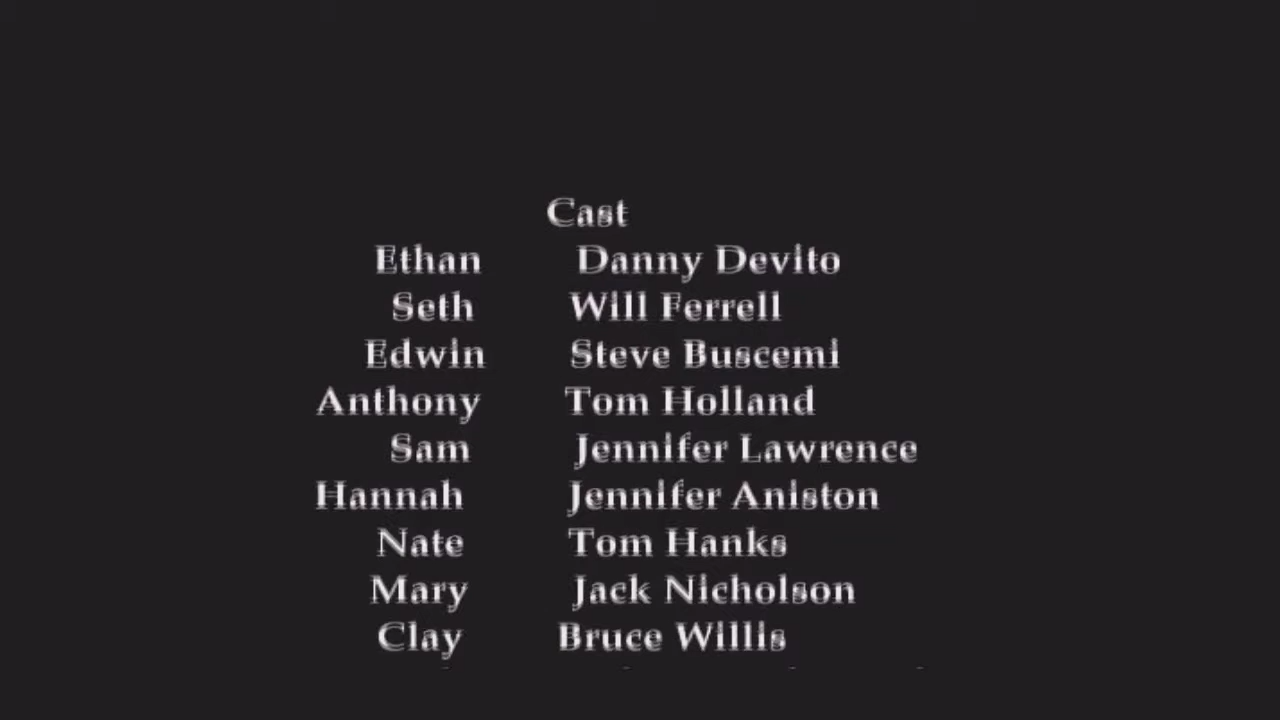 Cast
Ethan Danny Devito
Seth Will Ferrell
Edwin Steve Buscemi
Anthony Tom Holland
Sam Jennifer Lawrence
Hannah Jennifer Aniston
Nate Tom Hanks
Mary Jack Nicholson
Clay Bruce Willis